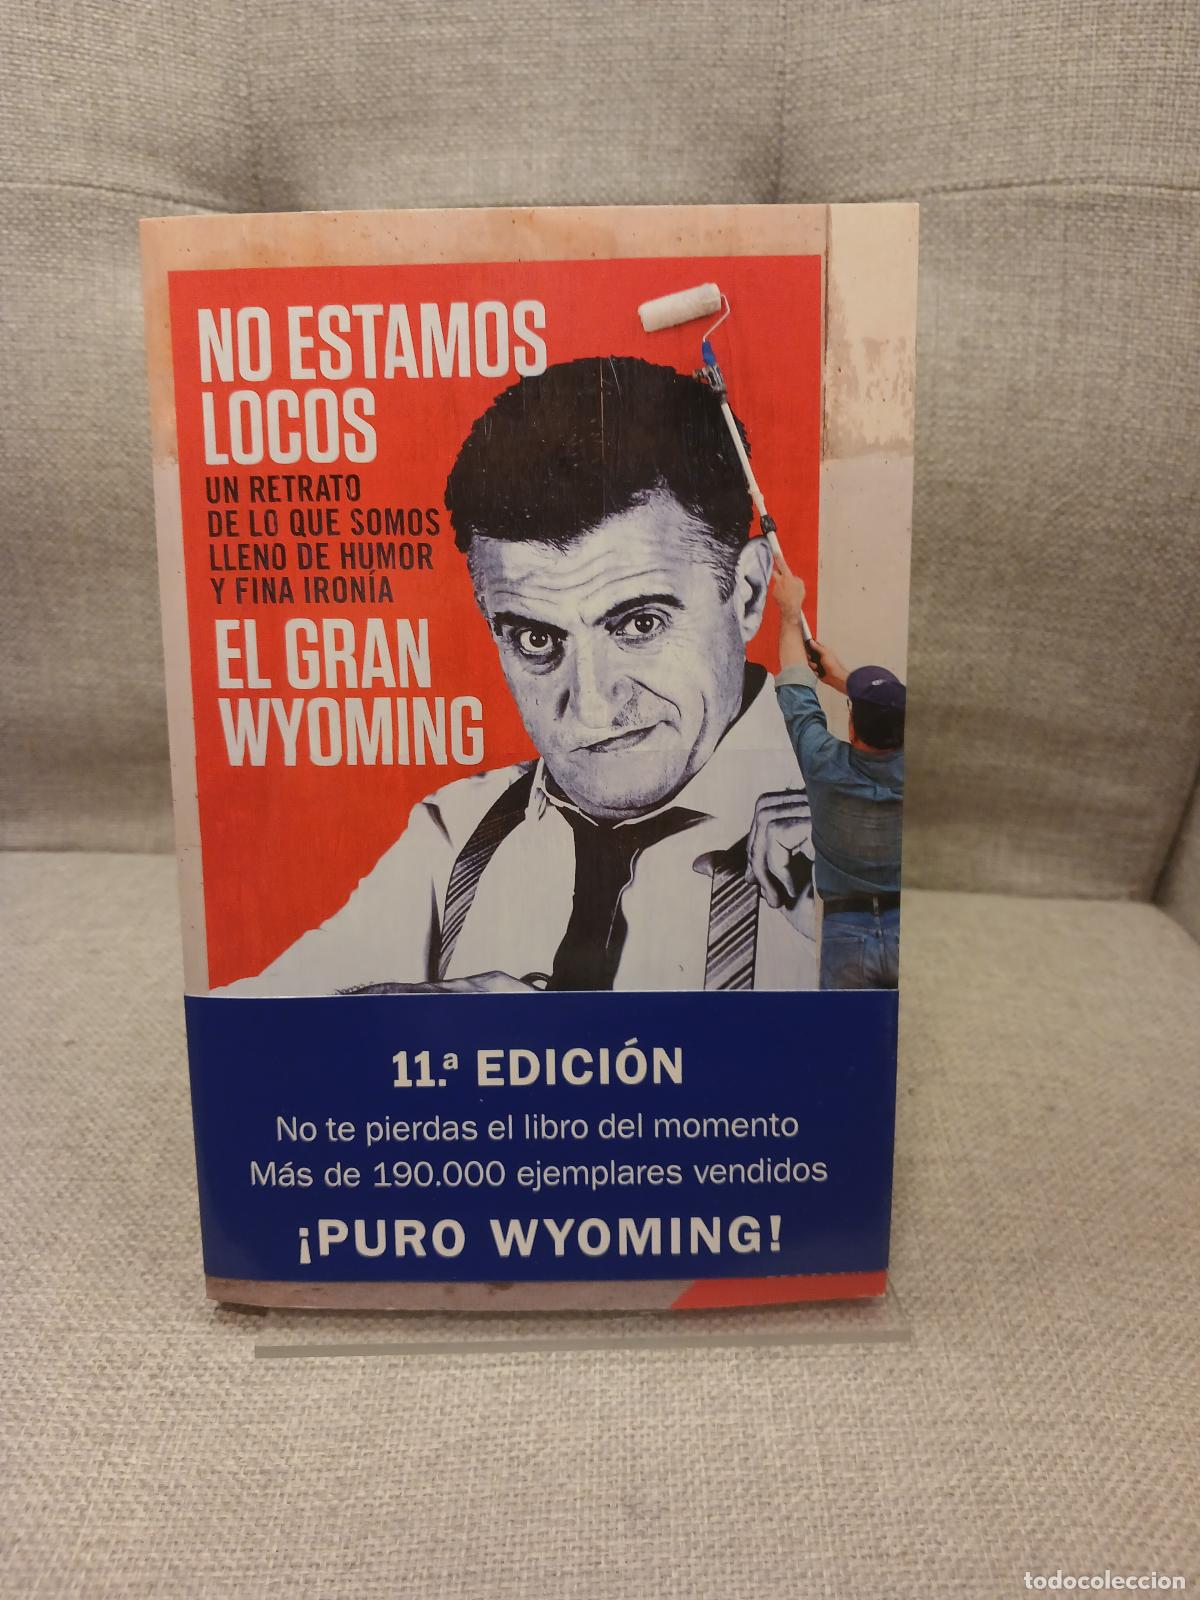 NO ESTAMOS
LOCOS
UN RETRATO
DE LO QUE SOMOS
LLENO DE HUMOR
Y FINA IRONÍA
EL GRAN
WYOMING
11.ª EDICIÓN
No te pierdas el libro del momento
Más de 190.000 ejemplares vendidos
¡PURO WYOMING!
todocoleccion